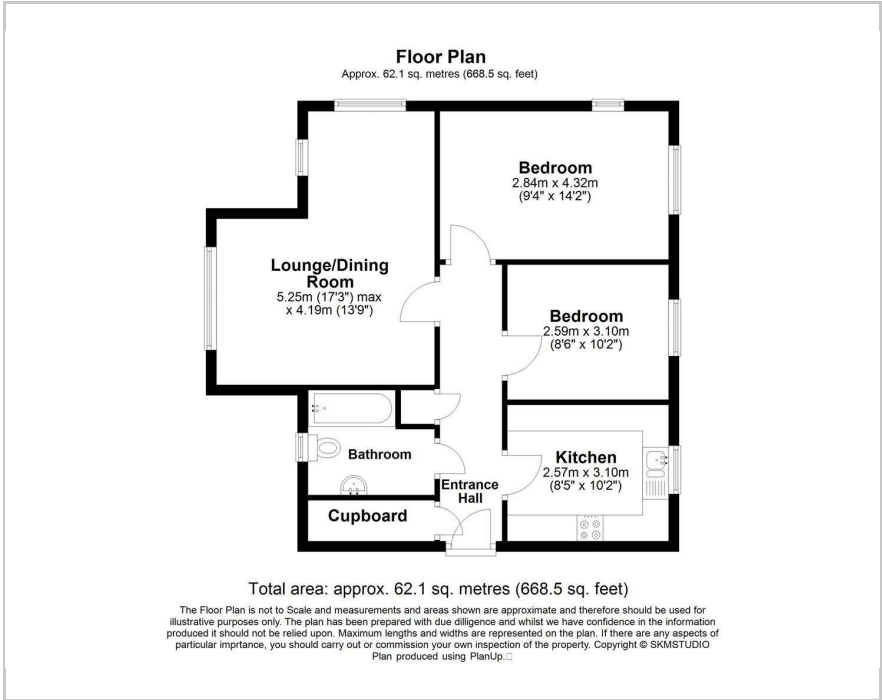 Floor Plan
Approx. 62.1 sq. metres (668.5 sq. feet)
Bedroom
2.84m x 4.32m
(9'4" x 14'2")
Lounge/Dining
Room
5.25m (17'3") max
x 4.19m (13'9")
Bedroom
2.59m x 3.10m
(8'6" x 10'2")
Bathroom
Kitchen
2.57m x 3.10m
(8'5" x 10'2")
Entrance
Hall
Cupboard
Total area: approx. 62.1 sq. metres (668.5 sq. feet)
The Floor Plan is not to Scale and measurements and areas shown are approximate and therefore should be used for
illustrative purposes only. The plan has been prepared with due dilligence and whilst we have confidence in the information
produced it should not be relied upon. Maximum lengths and widths are represented on the plan. If there are any aspects of
particular imprtance, you should carry out or commission your own inspection of the property. Copyright © SKMSTUDIO
Plan produced using PlanUp.□